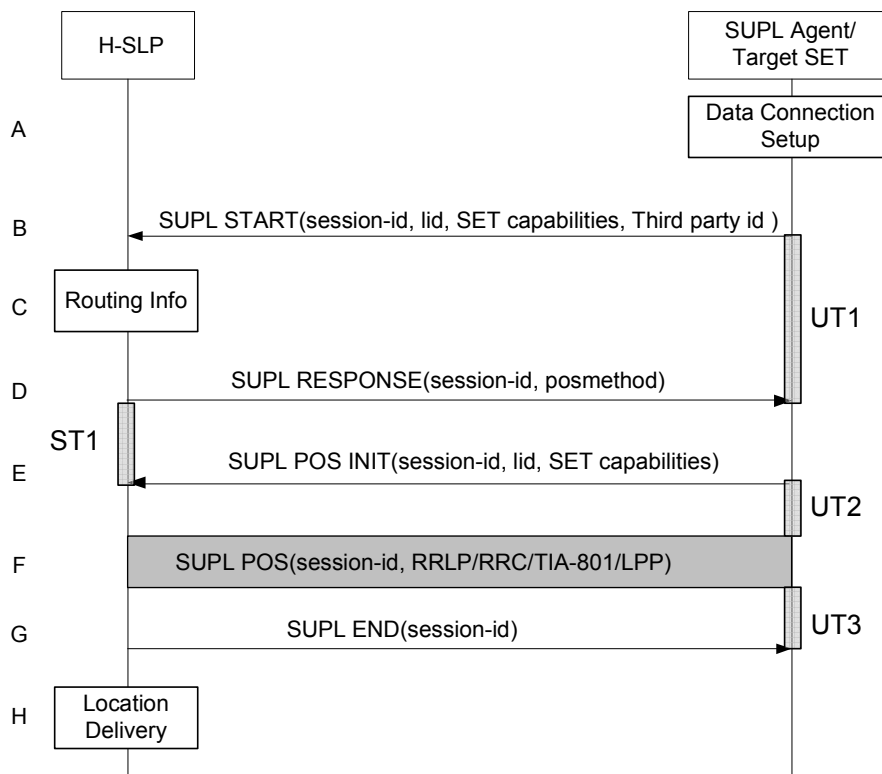 H-SLP
SUPL Agent/
Target SET
A
Data Connection
Setup
B
SUPL START(session-id, lid, SET capabilities, Third party id )
C
Routing Info
UT1
D
SUPL RESPONSE(session-id, posmethod)
ST1
E
SUPL POS INIT(session-id, lid, SET capabilities)
UT2
F
SUPL POS(session-id, RRLP/RRC/TIA-801/LPP)
G
SUPL END(session-id)
UT3
H
Location
Delivery